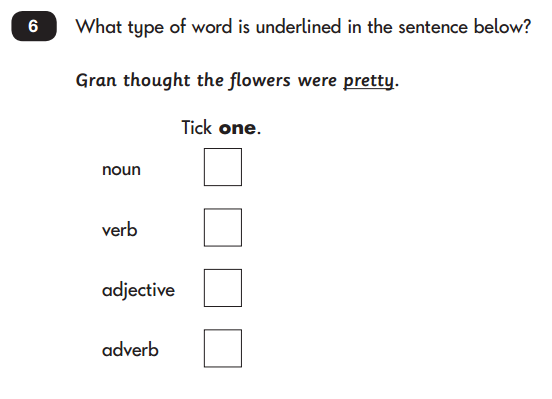 6 What type of word is underlined in the sentence below?
Gran thought the flowers were pretty.
Tick one.
noun
verb
adjective
adverb